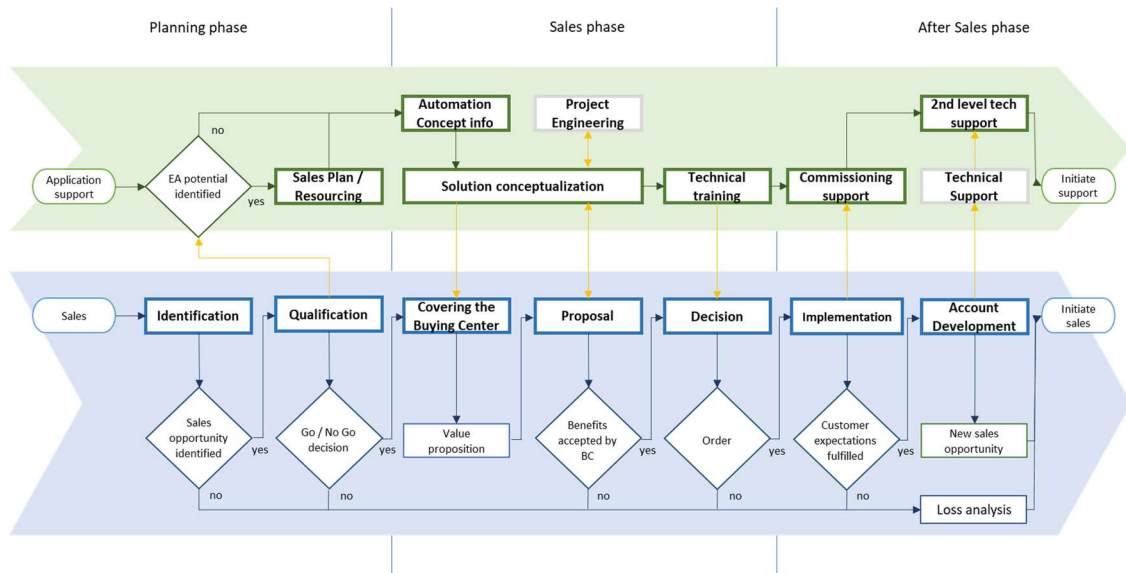 Planning phase
Sales phase
After Sales phase
Automation
Concept info
Project
Engineering
2nd level tech
support
no
Application
support
EA potential
identified
yes
Sales Plan /
Resourcing
Solution conceptualization
Technical
training
Commissioning
support
Technical
Support
Initiate
support
Sales
Identification
Qualification
Covering the
Buying Center
Proposal
Decision
Implementation
Account
Development
Initiate
sales
Sales
opportunity
identified
yes
Go / No Go
decision
yes
Value
proposition
Benefits
accepted by
BC
yes
Order
yes
Customer
expectations
fulfilled
yes
New sales
opportunity
no
no
no
no
no
Loss analysis